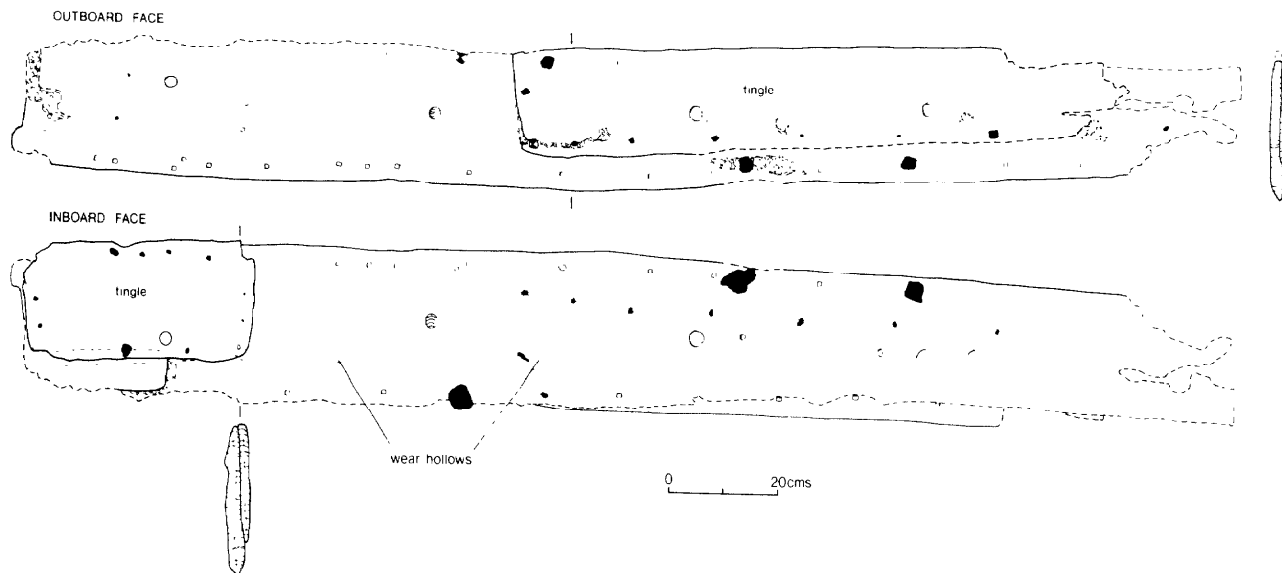 OUTBOARD FACE
tingle
INBOARD FACE
tingle
wear hollows
0 20cms